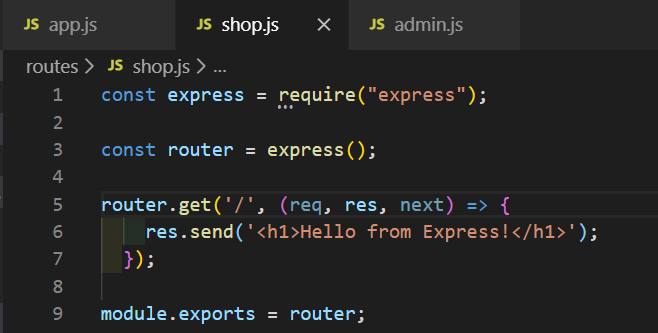 JS app.js JS shop.js × JS admin.js
routes > JS shop.js > ...
1 const express = require("express");
2
3 const router = express();
4
5 router.get('/', (req, res, next) => {
6     res.send('<h1>Hello from Express!</h1>');
7   });
8
9 module.exports = router;